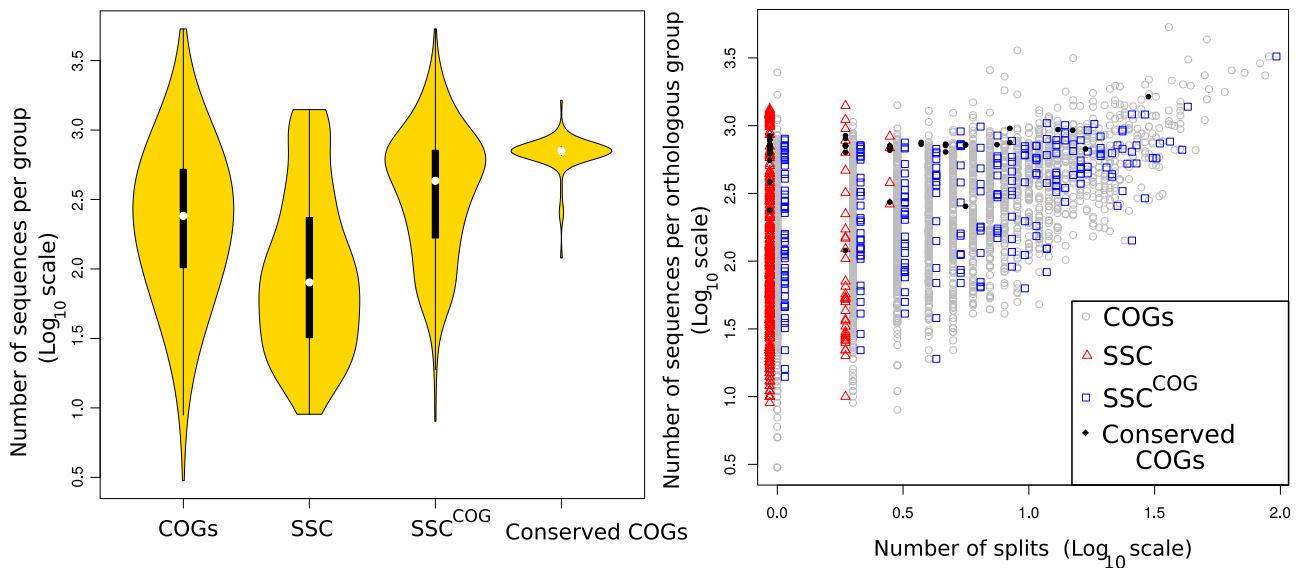 Number of sequences per group
(Log10 scale)
3.5
3.0
2.5
2.0
1.5
1.0
0.5
COGs
SSC
SSCCOG
Conserved COGs
Number of sequences per orthologous group
(Log10 scale)
3.5
3.0
2.5
2.0
1.5
1.0
0.5
0.0
0.5
1.0
1.5
2.0
Number of splits (Log10 scale)
COGs
SSC
SSCCOG
Conserved
COGs